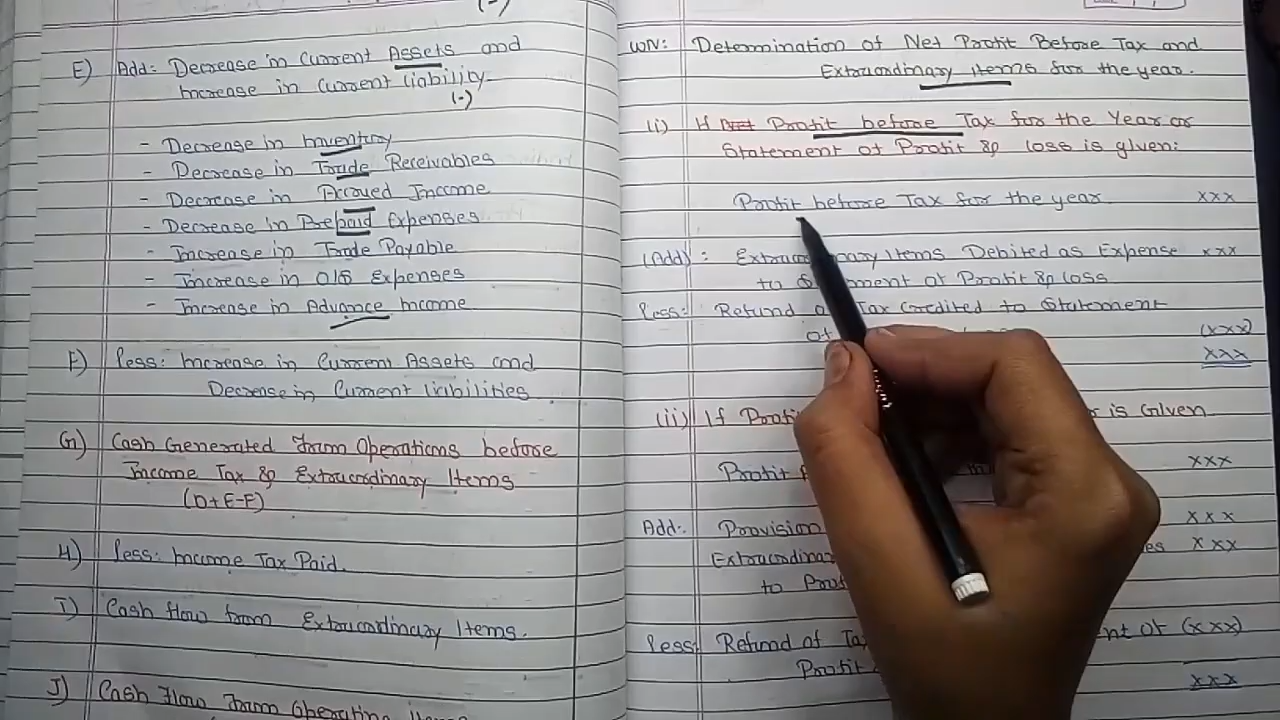 (-)
E) Add: Decrease in Current Assets and
Increase in Current liability.
(-)
- Decrease in Inventory
- Decrease in Trade Receivables
- Decrease in Accrued Income
- Decrease in Prepaid Expenses
- Increase in Trade Payable
- Increase in O/S Expenses
- Increase in Advance Income
F) less: Increase in Current Assets and
Decrease in Current liabilities
G) Cash Generated from Operations before
Income Tax & Extraordinary Items
(D+E-F)
H) less: Income Tax Paid.
I) Cash flow from Extraordinary Items.
J) Cash Flow from Operating
WN: Determination of Net Profit Before Tax and
Extraordinary items for the year.
(i) If Net Profit before Tax for the Year or
Statement of Profit & loss is given:
Profit before Tax for the year. xxx
(Add): Items Debited as Expense xxx
to of Profit & loss
less: Refund Tax Credited to Statement
of (xxx)
xxx
(ii) If is Given
Profit xxx
Add: Provision xxx
xxx
to
less: Refund of of (xxx)
Profit
xxx